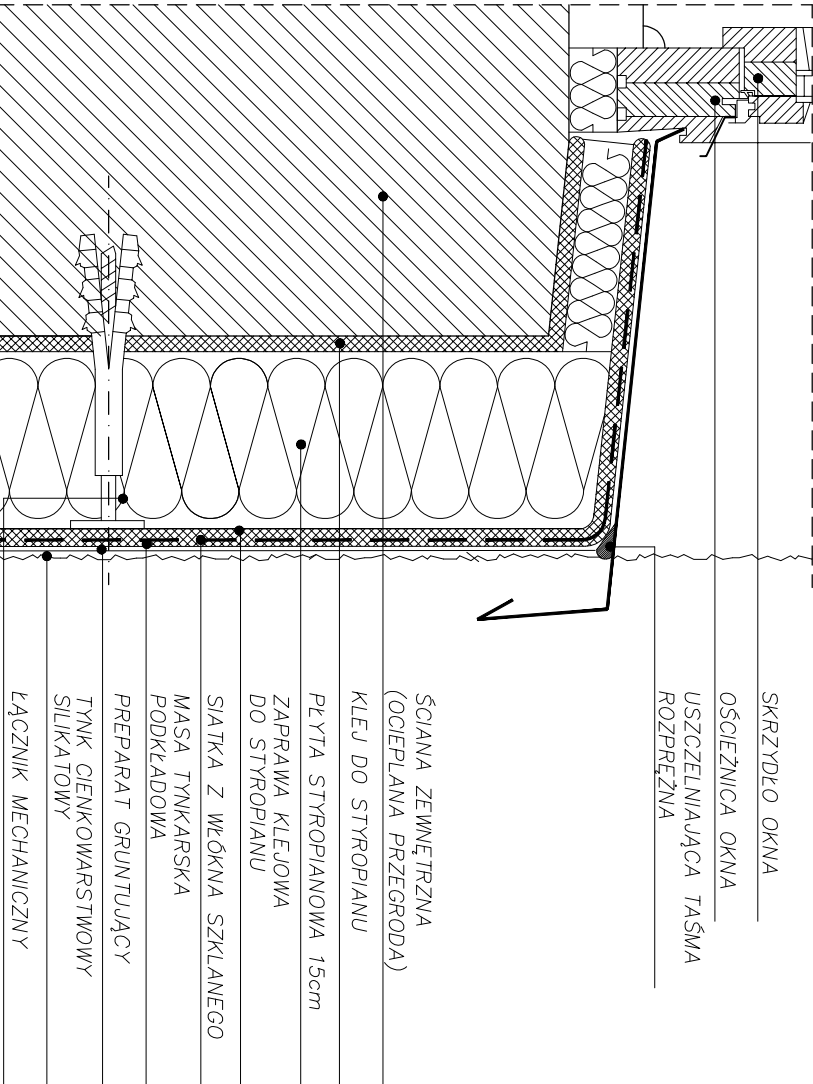 SKRZYDŁO OKNA
OŚCIEŻNICA OKNA
USZCZELNIAJĄCA TAŚMA
ROZPRĘŻNA
ŚCIANA ZEWNĘTRZNA
(OCIEPLANA PRZEGRODA)
KLEJ DO STYROPIANU
PŁYTA STYROPIANOWA 15cm
ZAPRAWA KLEJOWA
DO STYROPIANU
SIATKA Z WŁÓKNA SZKLANEGO
MASA TYNKARSKA
PODKŁADOWA
PREPARAT GRUNTUJĄCY
TYNK CIENKOWARSTWOWY
SILIKATOWY
ŁĄCZNIK MECHANICZNY